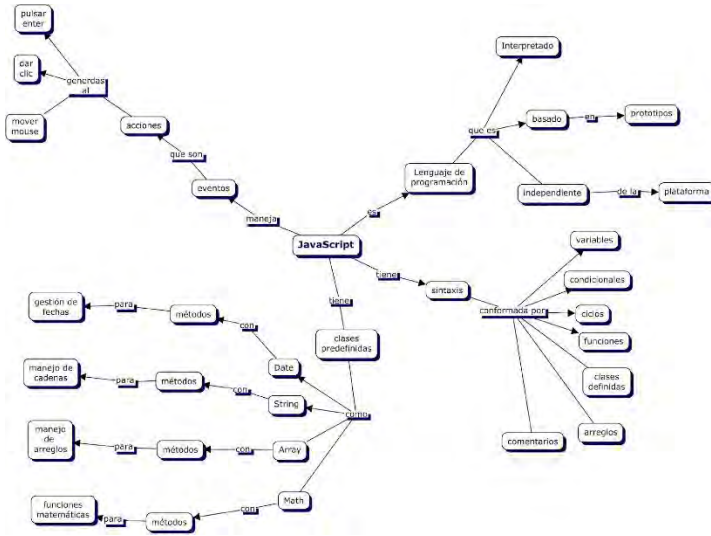 pulsar
enter
dar
clic
mover
mouse
generdas
al
acciones
que son
eventos
maneja
JavaScript
es
Lenguaje de
programación
que es
Interpretado
basado
en
prototipos
independiente
de la
plataforma
tiene
sintaxis
conformada por
variables
condicionales
ciclos
funciones
clases
definidas
arreglos
comentarios
tiene
clases
predefinidas
como
Date
con
métodos
para
gestión de
fechas
String
con
métodos
para
manejo de
cadenas
Array
con
métodos
para
manejo
de
arreglos
Math
con
métodos
para
funciones
matemáticas